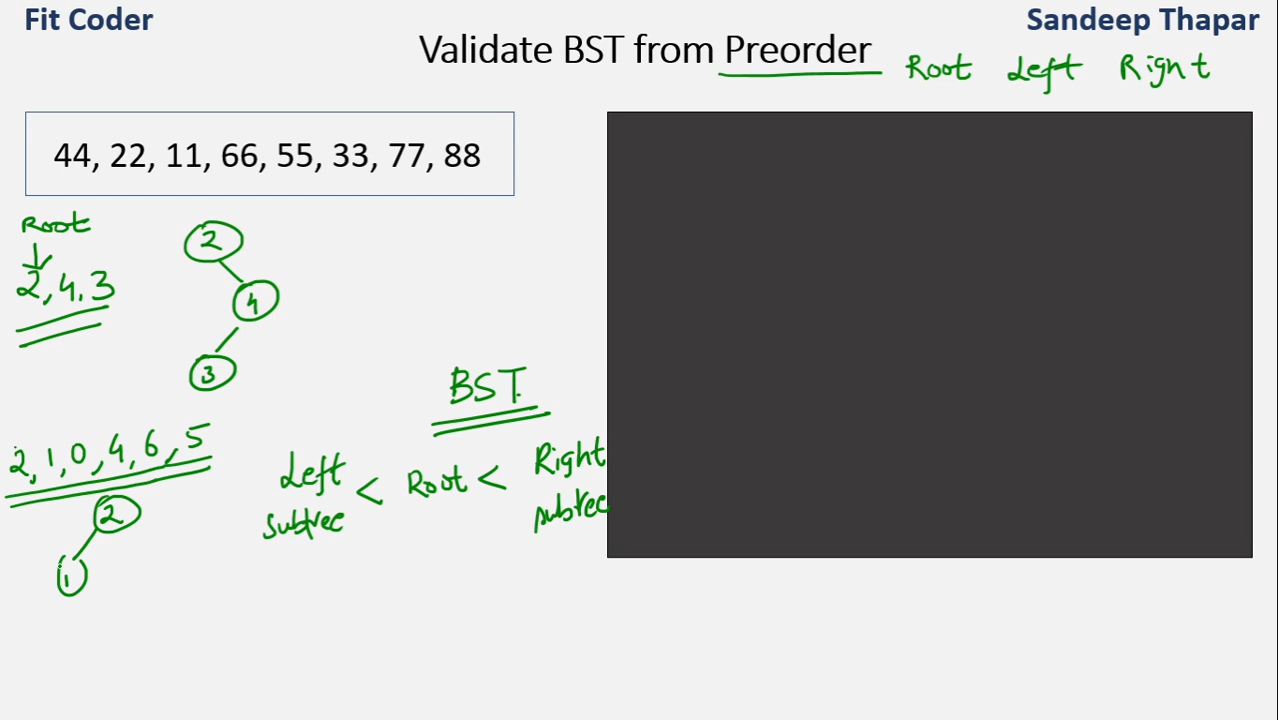 Fit Coder
Sandeep Thapar
Validate BST from Preorder
Root Left Right
44, 22, 11, 66, 55, 33, 77, 88
Root
2, 4, 3
2
4
3
BST
2, 1, 0, 4, 6, 5
Left subtree < Root < Right subtree
2
1